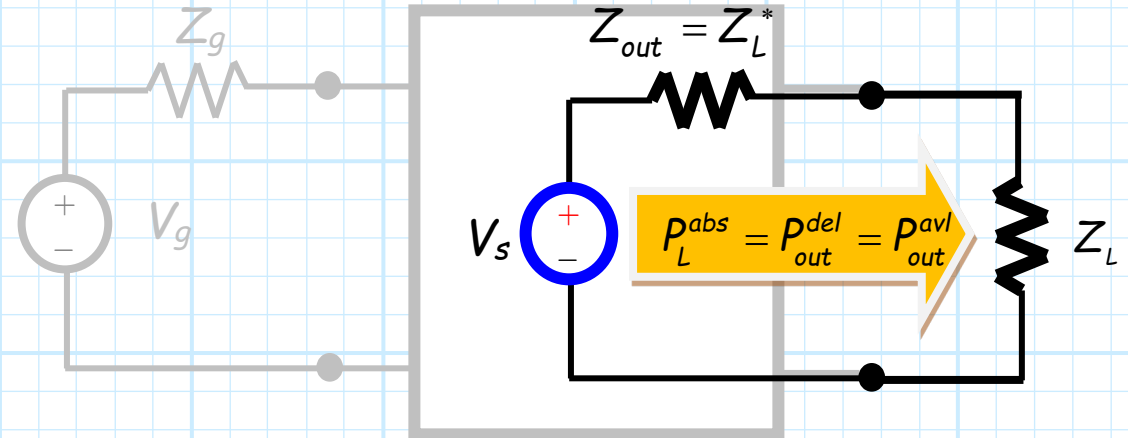 Z_g
Z_out = Z_L^*
+
−
V_g
V_s
+
−
P_L^abs = P_out^del = P_out^avl
Z_L